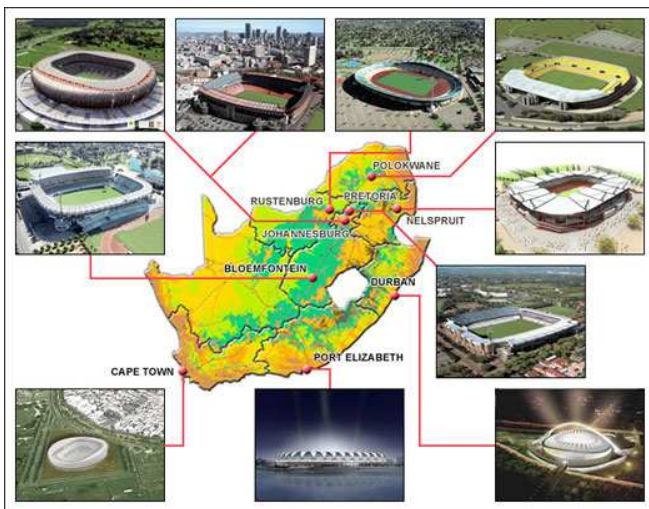 POLOKWANE
PRETORIA
RUSTENBURG
NELSPRUIT
JOHANNESBURG
BLOEMFONTEIN
DURBAN
PORT ELIZABETH
CAPE TOWN